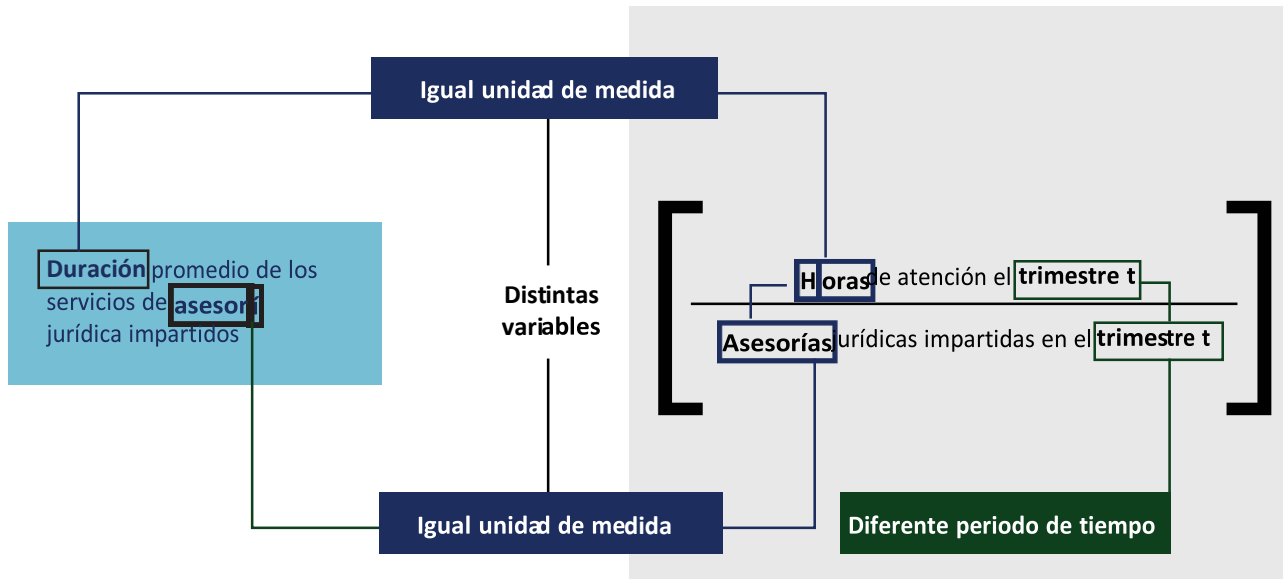 Igual unidad de medida
Duración promedio de los
servicios de asesorí
jurídica impartidos
Distintas
variables
Horas de atención el trimestre t
Asesorías jurídicas impartidas en el trimestre t
Igual unidad de medida
Diferente periodo de tiempo